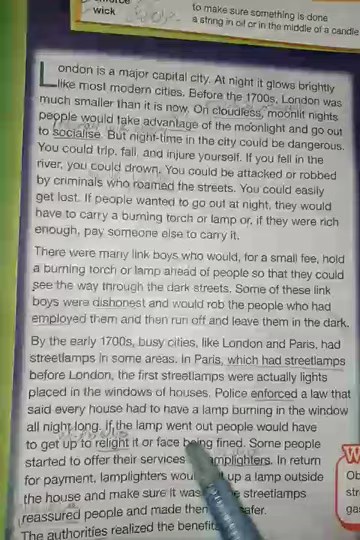 wick
to make sure something is done
a string in oil or in the middle of a candle
London is a major capital city. At night it glows brightly
like most modern cities. Before the 1700s, London was
much smaller than it is now. On cloudless, moonlit nights
people would take advantage of the moonlight and go out
to socialise. But night-time in the city could be dangerous.
You could trip, fall, and injure yourself. If you fell in the
river, you could drown. You could be attacked or robbed
by criminals who roamed the streets. You could easily
get lost. If people wanted to go out at night, they would
have to carry a burning torch or lamp or, if they were rich
enough, pay someone else to carry it.
There were many link boys who would, for a small fee, hold
a burning torch or lamp ahead of people so that they could
see the way through the dark streets. Some of these link
boys were dishonest and would rob the people who had
employed them and then run off and leave them in the dark.
By the early 1700s, busy cities, like London and Paris, had
streetlamps in some areas. In Paris, which had streetlamps
before London, the first streetlamps were actually lights
placed in the windows of houses. Police enforced a law that
said every house had to have a lamp burning in the window
all night long. If the lamp went out people would have
to get up to relight it or face being fined. Some people
started to offer their services mplighters. In return
for payment, lamplighters wou up a lamp outside
the house and make sure it was streetlamps
reassured people and made them afer.
The authorities realized the benefit
W
Ob
str
ga